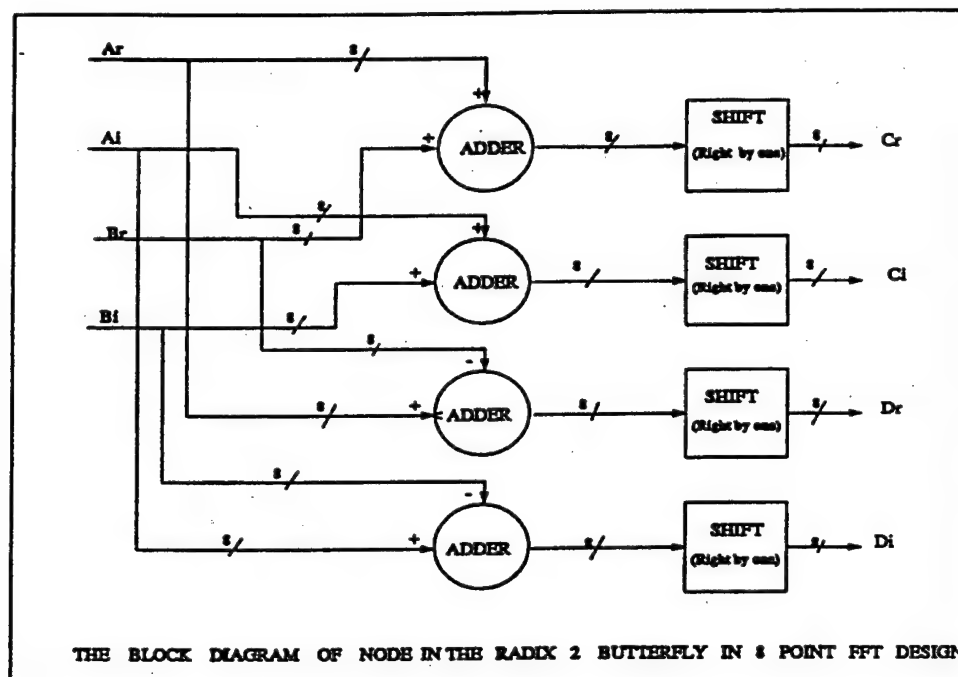 Ar 8
+
Ai + ADDER 8 SHIFT (Right by one) 8 Cr
8
Br 8 +
+ ADDER 8 SHIFT (Right by one) 8 Ci
Bi 8
8 -
8 + ADDER 8 SHIFT (Right by one) 8 Dr
8 -
8 + ADDER 8 SHIFT (Right by one) 8 Di
THE BLOCK DIAGRAM OF NODE IN THE RADIX 2 BUTTERFLY IN 8 POINT FFT DESIGN